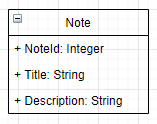 Note
+ NoteId: Integer
+ Title: String
+ Description: String